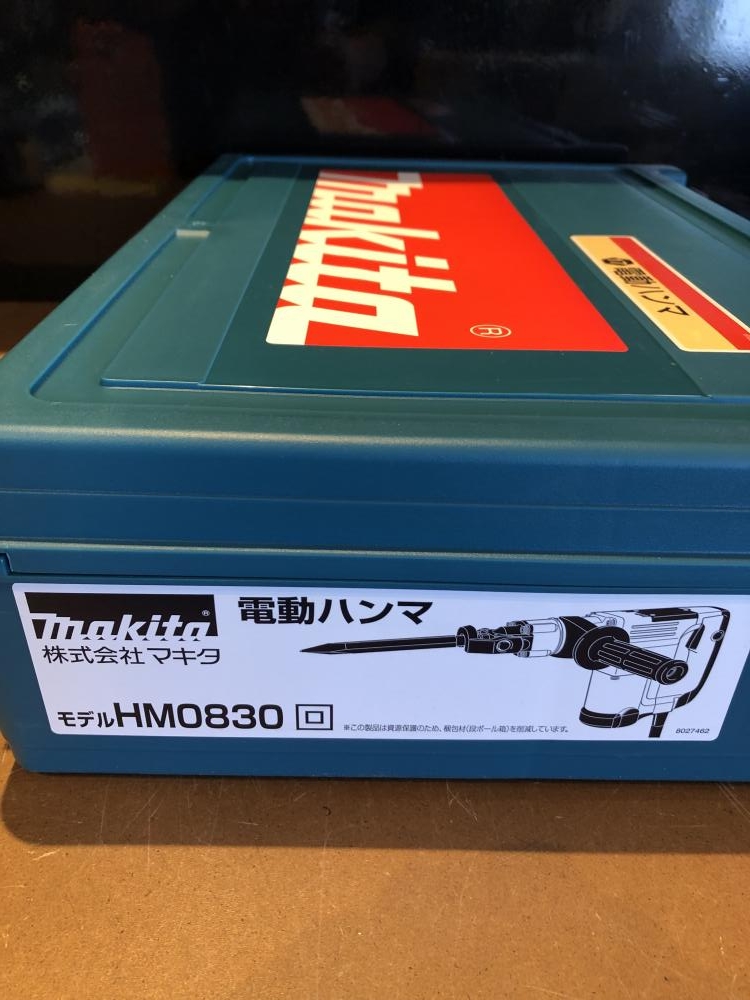 makita®
電動ハンマ
makita®
株式会社マキタ
電動ハンマ
モデルHM0830 回
※この製品は資源保護のため、梱包材(段ボール箱)を削減しています。
8027462